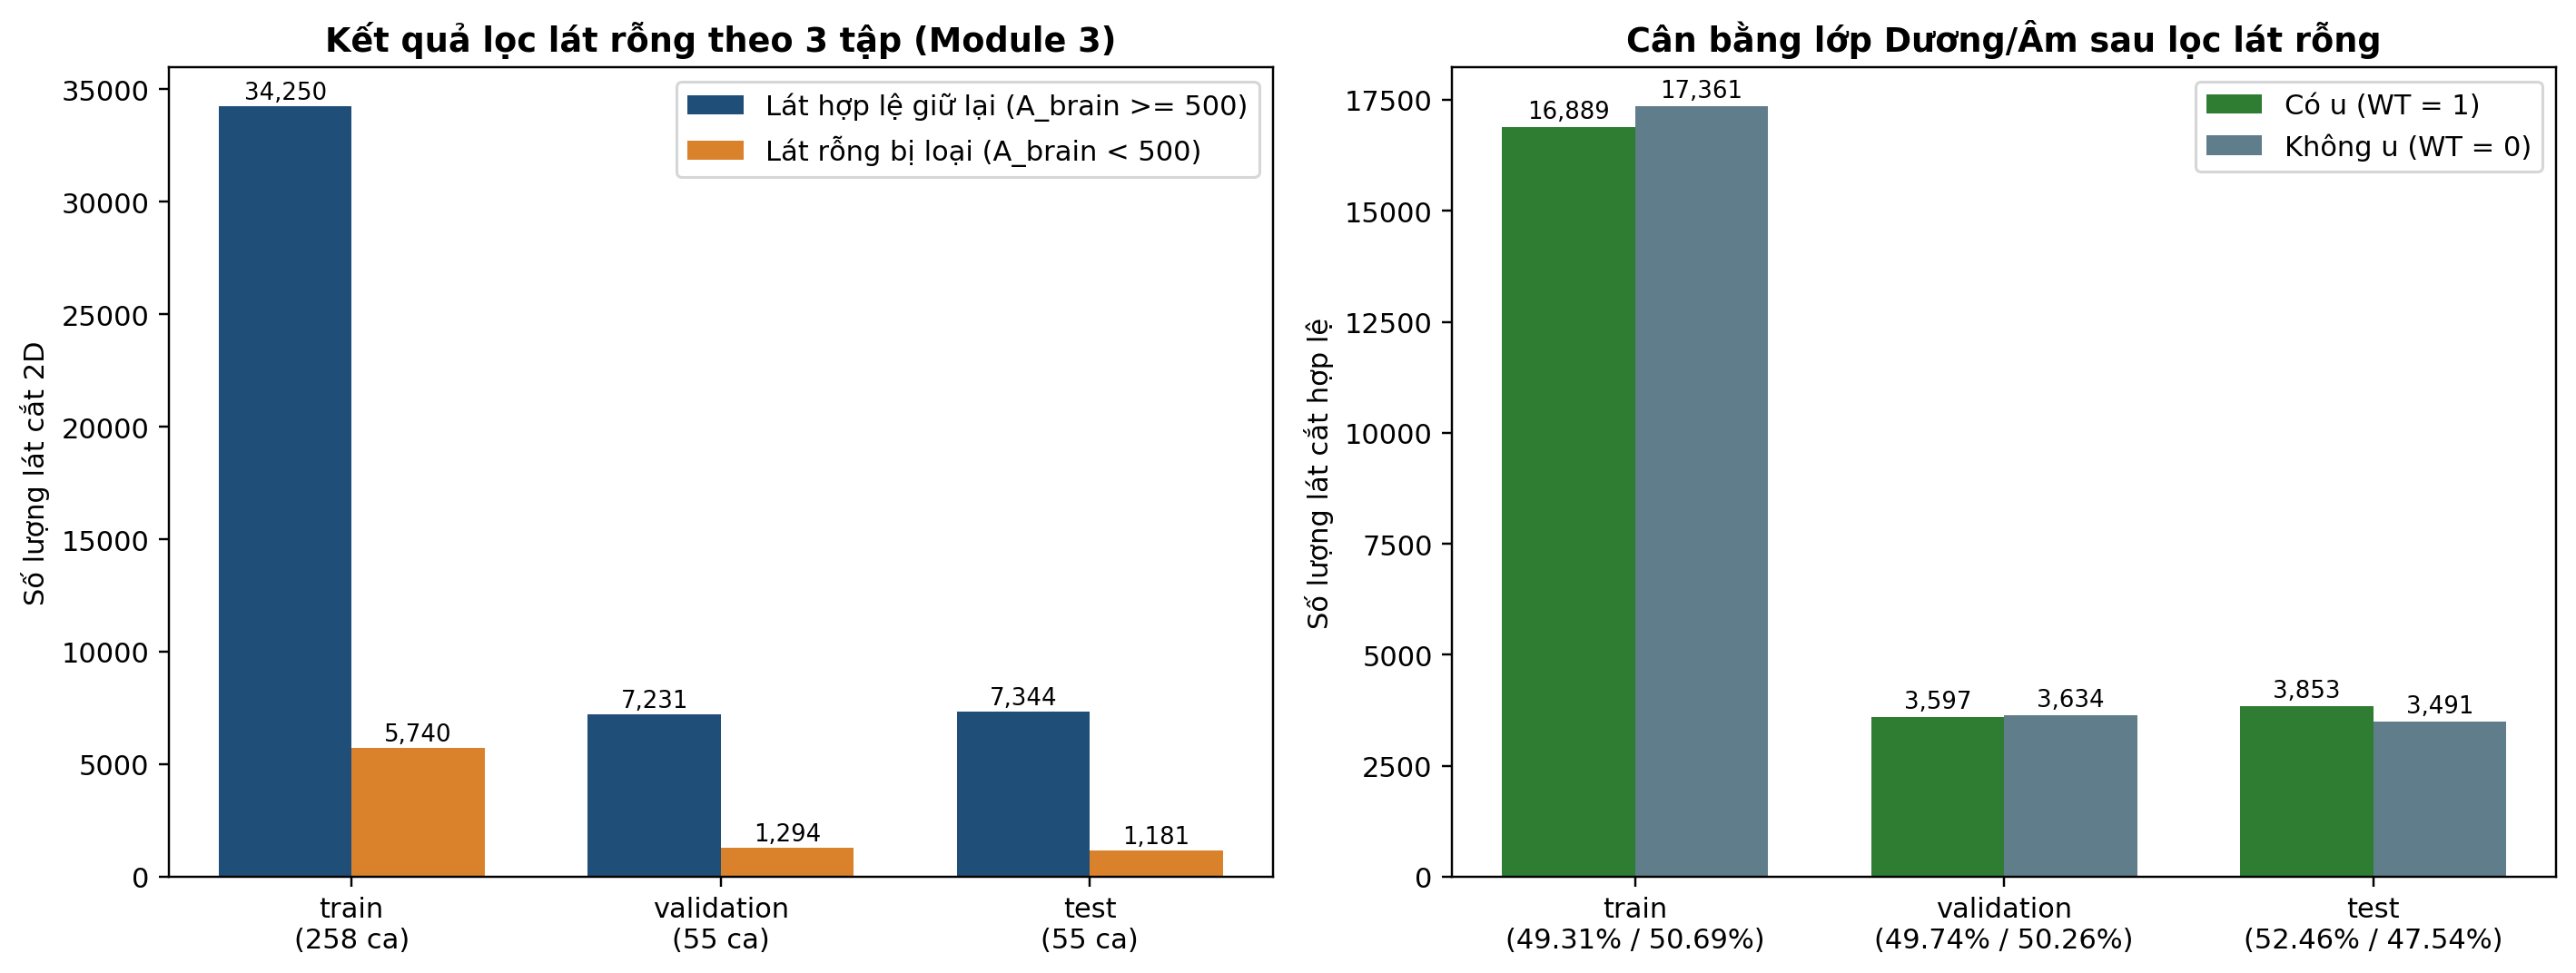 Kết quả lọc lát rỗng theo 3 tập (Module 3)
Số lượng lát cắt 2D
35000
30000
25000
20000
15000
10000
5000
0
Lát hợp lệ giữ lại (A_brain >= 500)
Lát rỗng bị loại (A_brain < 500)
34,250
5,740
7,231
1,294
7,344
1,181
train
(258 ca)
validation
(55 ca)
test
(55 ca)
Cân bằng lớp Dương/Âm sau lọc lát rỗng
Số lượng lát cắt hợp lệ
17500
15000
12500
10000
7500
5000
2500
0
Có u (WT = 1)
Không u (WT = 0)
16,889
17,361
3,597
3,634
3,853
3,491
train
(49.31% / 50.69%)
validation
(49.74% / 50.26%)
test
(52.46% / 47.54%)